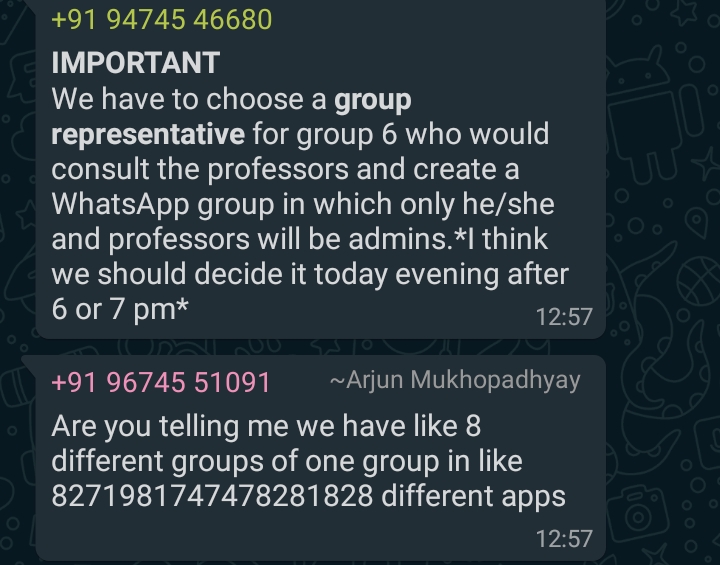 +91 94745 46680
IMPORTANT
We have to choose a group
representative for group 6 who would
consult the professors and create a
WhatsApp group in which only he/she
and professors will be admins.*I think
we should decide it today evening after
6 or 7 pm*
12:57
+91 96745 51091 ~Arjun Mukhopadhyay
Are you telling me we have like 8
different groups of one group in like
8271981747478281828 different apps
12:57